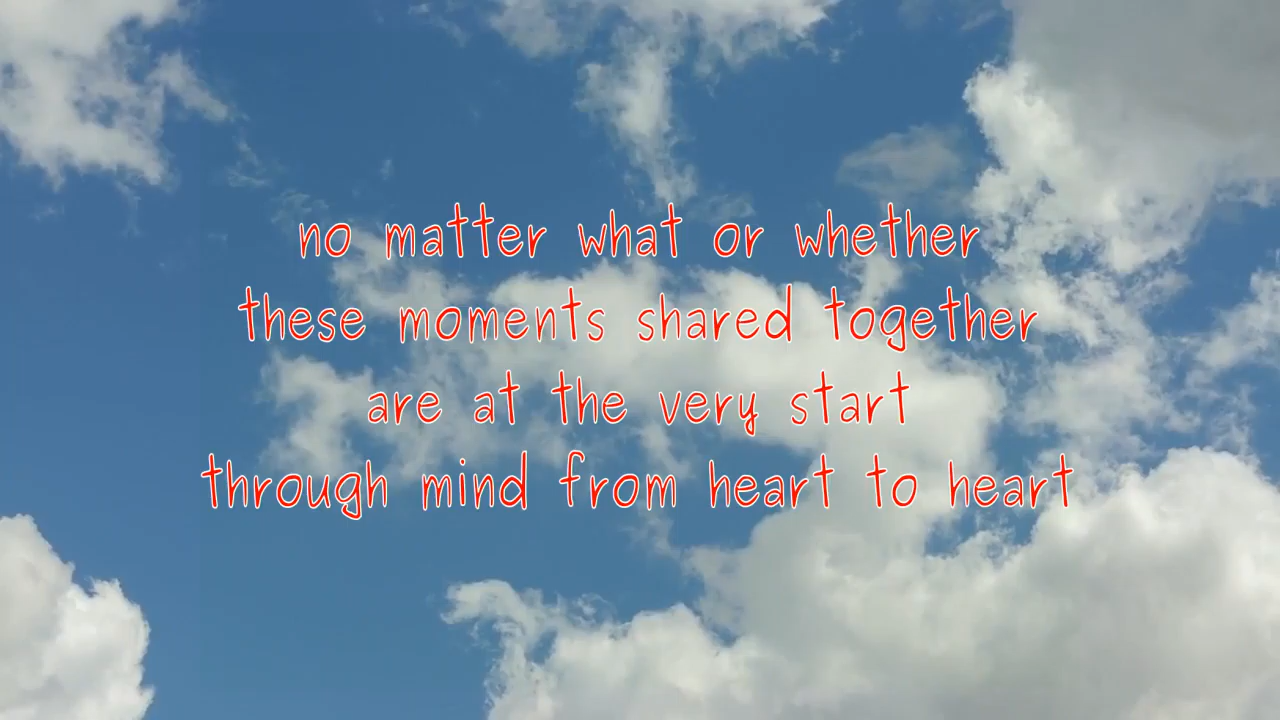 no matter what or whether
these moments shared together
are at the very start
through mind from heart to heart